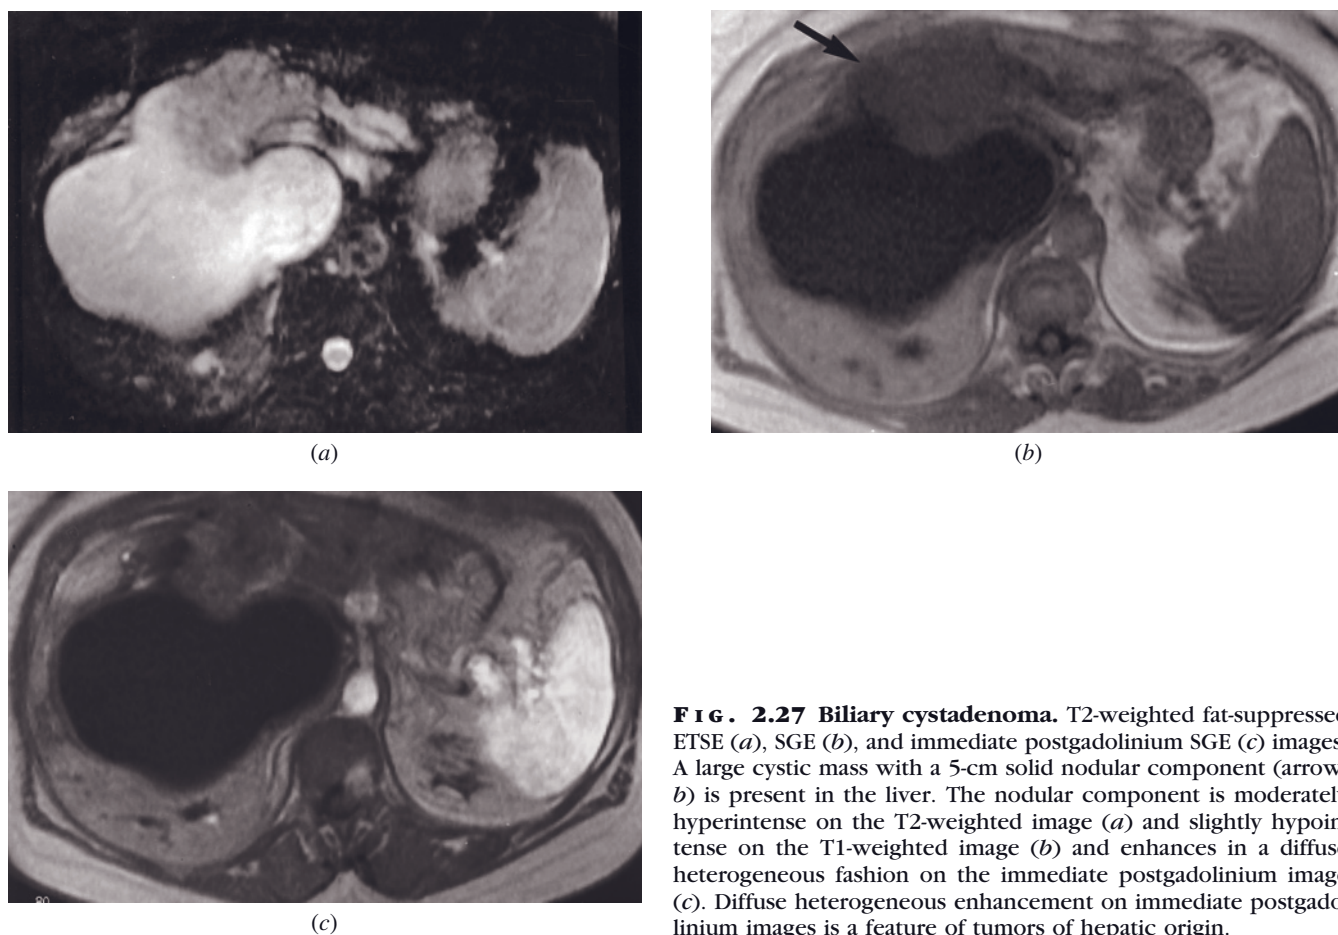 (a)
(b)
80
(c)
FIG. 2.27 Biliary cystadenoma. T2-weighted fat-suppressed
ETSE (a), SGE (b), and immediate postgadolinium SGE (c) images.
A large cystic mass with a 5-cm solid nodular component (arrow,
b) is present in the liver. The nodular component is moderately
hyperintense on the T2-weighted image (a) and slightly hypoin-
tense on the T1-weighted image (b) and enhances in a diffuse
heterogeneous fashion on the immediate postgadolinium image
(c). Diffuse heterogeneous enhancement on immediate postgado-
linium images is a feature of tumors of hepatic origin.